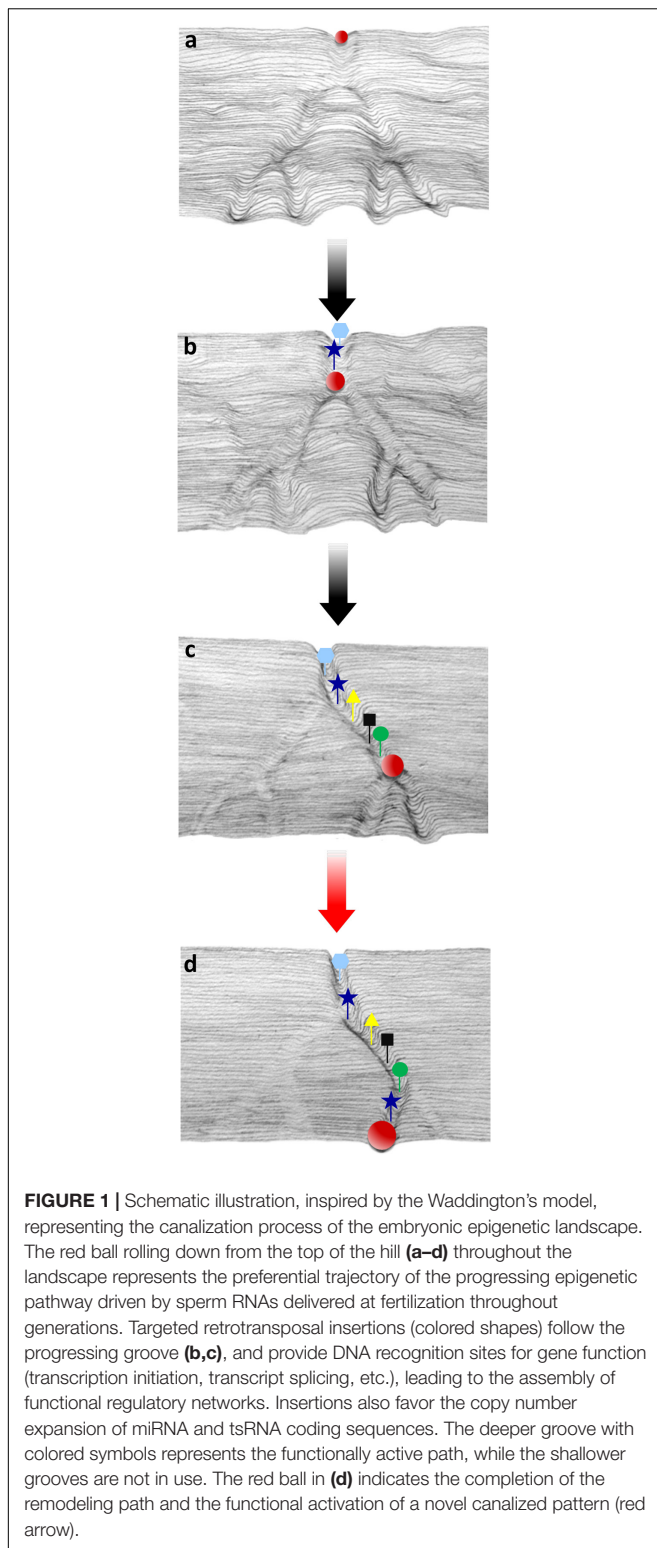 a
b
c
d
FIGURE 1 | Schematic illustration, inspired by the Waddington's model,
representing the canalization process of the embryonic epigenetic landscape.
The red ball rolling down from the top of the hill (a–d) throughout the
landscape represents the preferential trajectory of the progressing epigenetic
pathway driven by sperm RNAs delivered at fertilization throughout
generations. Targeted retrotransposal insertions (colored shapes) follow the
progressing groove (b,c), and provide DNA recognition sites for gene function
(transcription initiation, transcript splicing, etc.), leading to the assembly of
functional regulatory networks. Insertions also favor the copy number
expansion of miRNA and tsRNA coding sequences. The deeper groove with
colored symbols represents the functionally active path, while the shallower
grooves are not in use. The red ball in (d) indicates the completion of the
remodeling path and the functional activation of a novel canalized pattern (red
arrow).